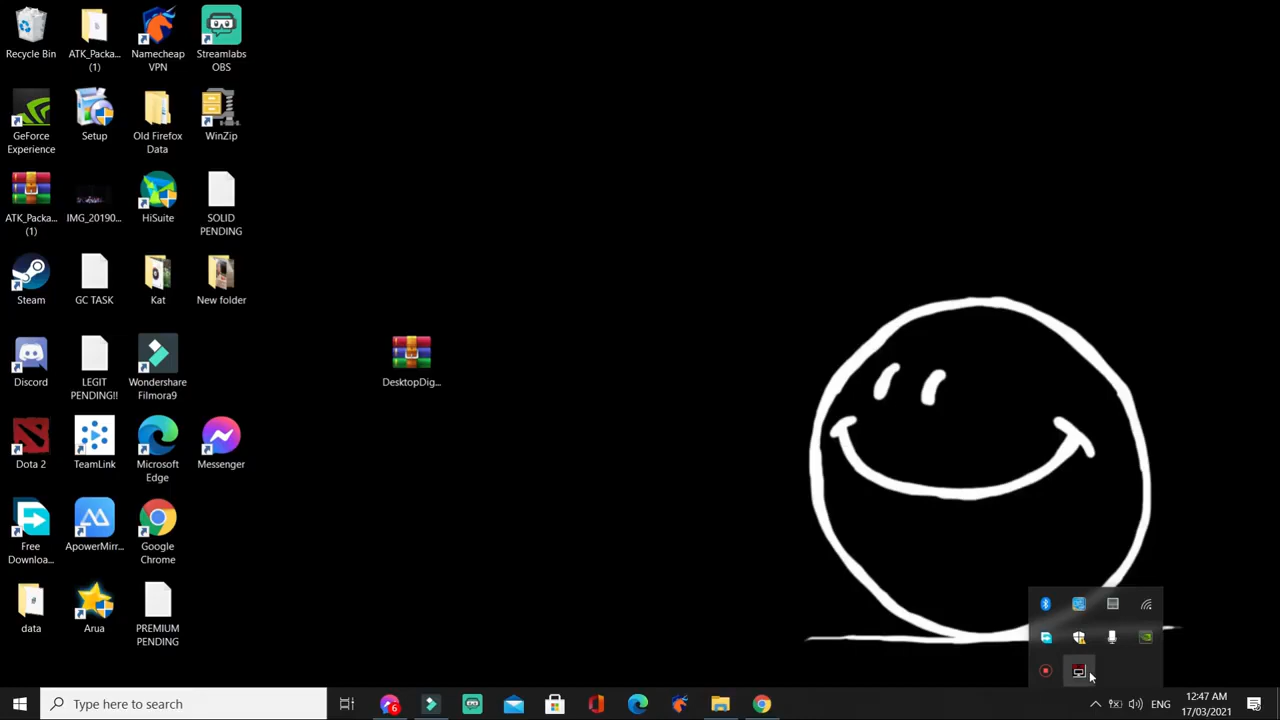 Recycle Bin
ATK_Packa...
(1)
Namecheap
VPN
Streamlabs
OBS
GeForce
Experience
Setup
Old Firefox
Data
WinZip
ATK_Packa...
(1)
IMG_20190...
HiSuite
SOLID
PENDING
Steam
GC TASK
Kat
New folder
Discord
LEGIT
PENDING!!
Wondershare
Filmora9
DesktopDig...
Dota 2
TeamLink
Microsoft
Edge
Messenger
Free
Downloa...
ApowerMirr...
Google
Chrome
data
Arua
PREMIUM
PENDING
Type here to search
6
ENG
12:47 AM
17/03/2021